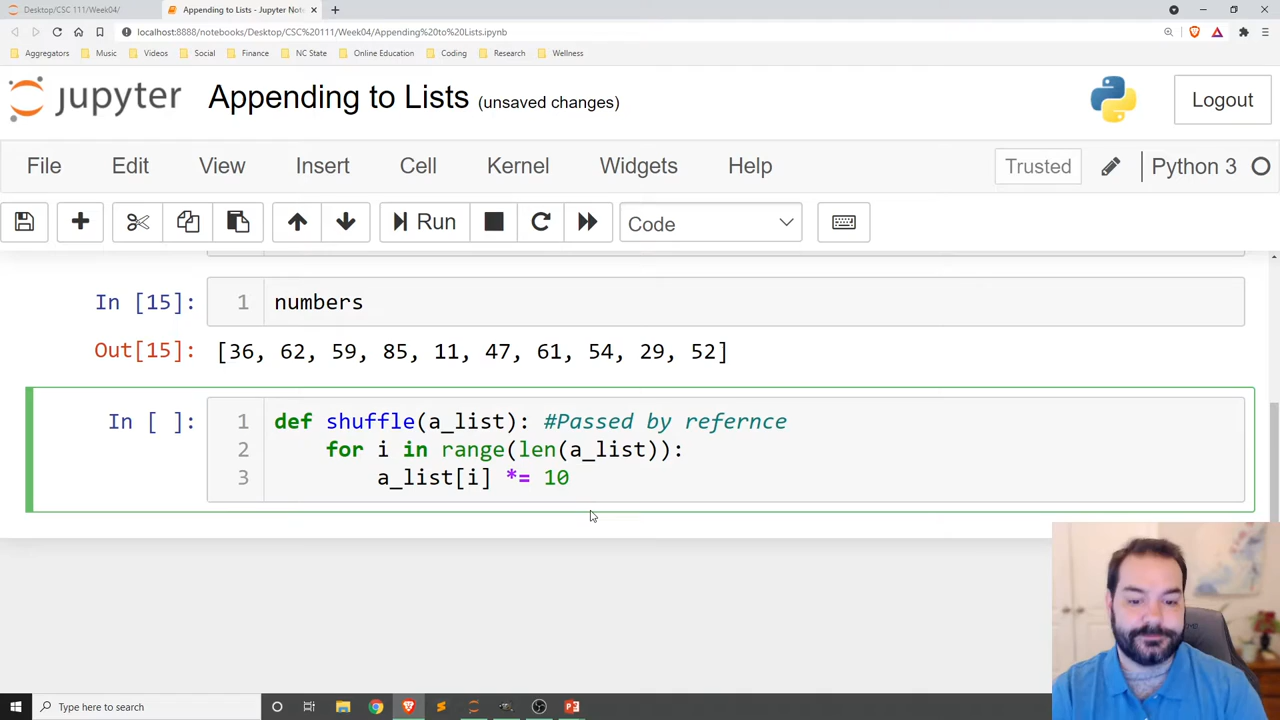 Desktop/CSC 111/Week04/
Appending to Lists - Jupyter Not
localhost:8888/notebooks/Desktop/CSC%20111/Week04/Appending%20to%20Lists.ipynb
Aggregators Music Videos Social Finance NC State Online Education Coding Research Wellness
jupyter Appending to Lists (unsaved changes) Logout
File Edit View Insert Cell Kernel Widgets Help Trusted Python 3
Run Code
In [15]: 1 numbers
Out[15]: [36, 62, 59, 85, 11, 47, 61, 54, 29, 52]
In [ ]: 1 def shuffle(a_list): #Passed by refernce
2 for i in range(len(a_list)):
3 a_list[i] *= 10
Type here to search